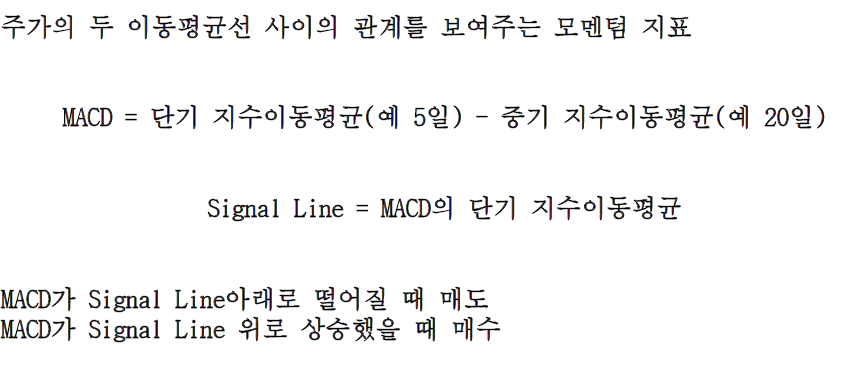 주가의 두 이동평균선 사이의 관계를 보여주는 모멘텀 지표
MACD = 단기 지수이동평균(예 5일) - 중기 지수이동평균(예 20일)
Signal Line = MACD의 단기 지수이동평균
MACD가 Signal Line아래로 떨어질 때 매도
MACD가 Signal Line 위로 상승했을 때 매수